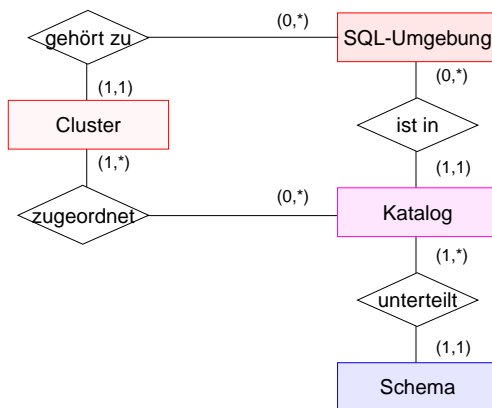 gehört zu
(0,*)
SQL-Umgebung
(1,1)
(0,*)
Cluster
ist in
(1,*)
(1,1)
zugeordnet
(0,*)
Katalog
(1,*)
unterteilt
(1,1)
Schema